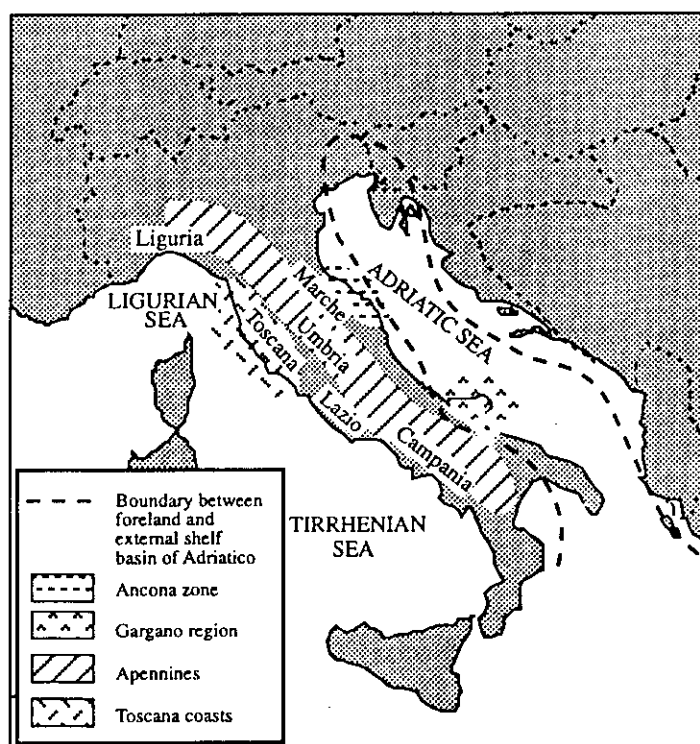 Liguria
LIGURIAN
SEA
Marche
ADRIATIC SEA
Toscana
Umbria
Lazio
Campania
TIRRHENIAN
SEA
Boundary between
foreland and
external shelf
basin of Adriatico
Ancona zone
Gargano region
Apennines
Toscana coasts